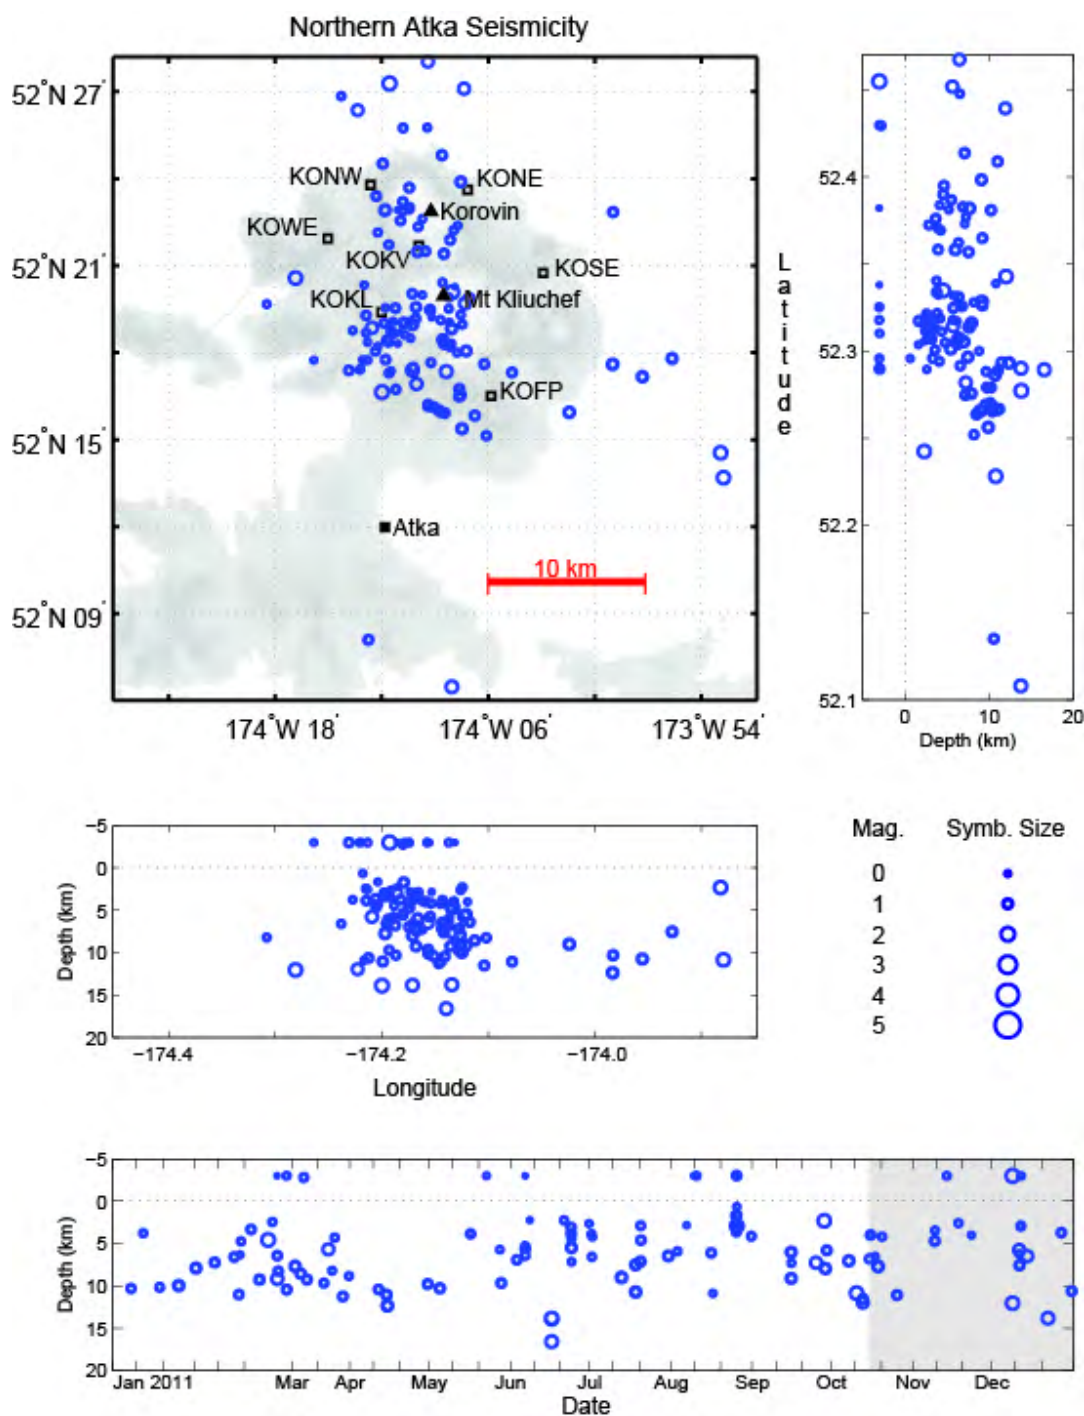 Northern Atka Seismicity
52°N 27′
KONW
KONE
Korovin
KOWE
KOKV
52°N 21′
KOSE
KOKL
Mt Kliuchef
KOFP
52°N 15′
Atka
10 km
52°N 09′
174°W 18′ 174°W 06′ 173°W 54′
Latitude
52.4
52.3
52.2
52.1
0 10 20
Depth (km)
−5
0
5
10
15
20
Depth (km)
−174.4 −174.2 −174.0
Longitude
Mag. Symb. Size
0
1
2
3
4
5
−5
0
5
10
15
20
Depth (km)
Jan 2011 Mar Apr May Jun Jul Aug Sep Oct Nov Dec
Date